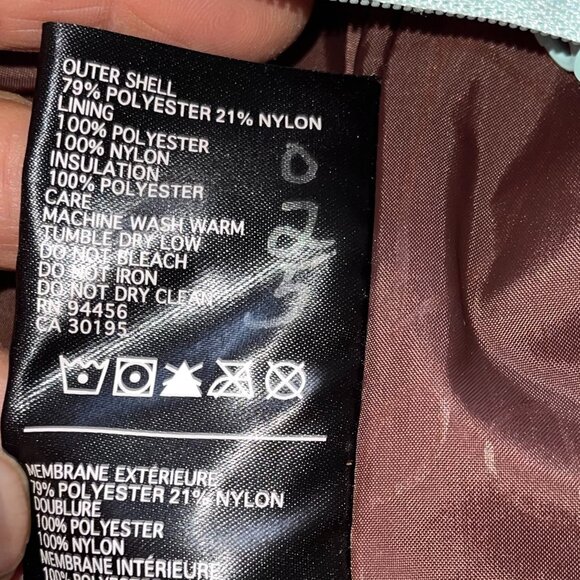 OUTER SHELL
79% POLYESTER 21% NYLON
LINING
100% POLYESTER
100% NYLON
INSULATION
100% POLYESTER
CARE
MACHINE WASH WARM
TUMBLE DRY LOW
DO NOT BLEACH
DO NOT IRON
DO NOT DRY CLEAN
RN 94456
CA 30195
MEMBRANE EXTÉRIEURE
79% POLYESTER 21% NYLON
DOUBLURE
100% POLYESTER
100% NYLON
MEMBRANE INTÉRIEURE
100% POLYESTER